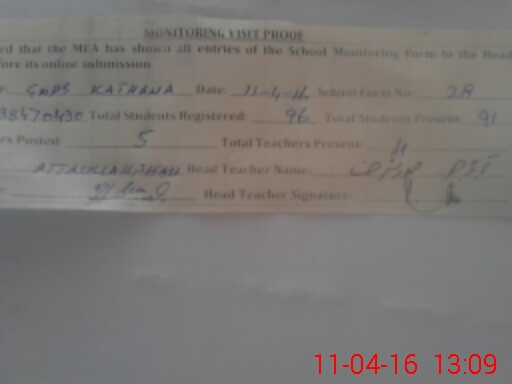 MONITORING VISIT PROOF
ed that the MEA has shown all entries of the School Monitoring Form to the Head
fore its online submission.
GMPS KATHANA Date: 11-4-16 School Form No: 28
38470430 Total Students Registered: 96 Total Students Present: 91
rs Posted: 5 Total Teachers Present: 4
ATTAULLAH KHAN Head Teacher Name:
Head Teacher Signature:
11-04-16 13:09